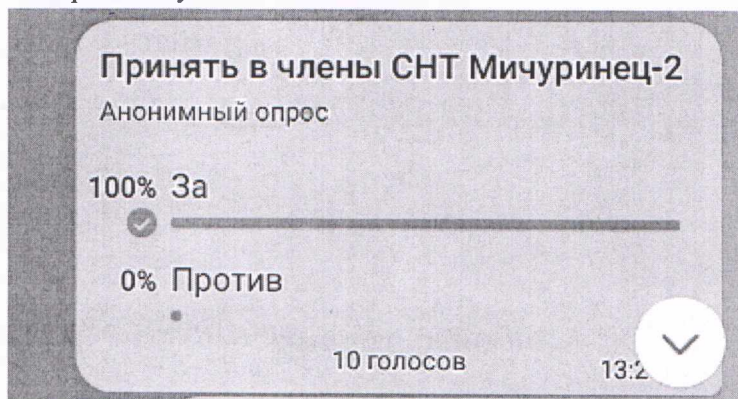 Принять в члены СНТ Мичуринец-2
Анонимный опрос
100% За
0% Против
10 голосов